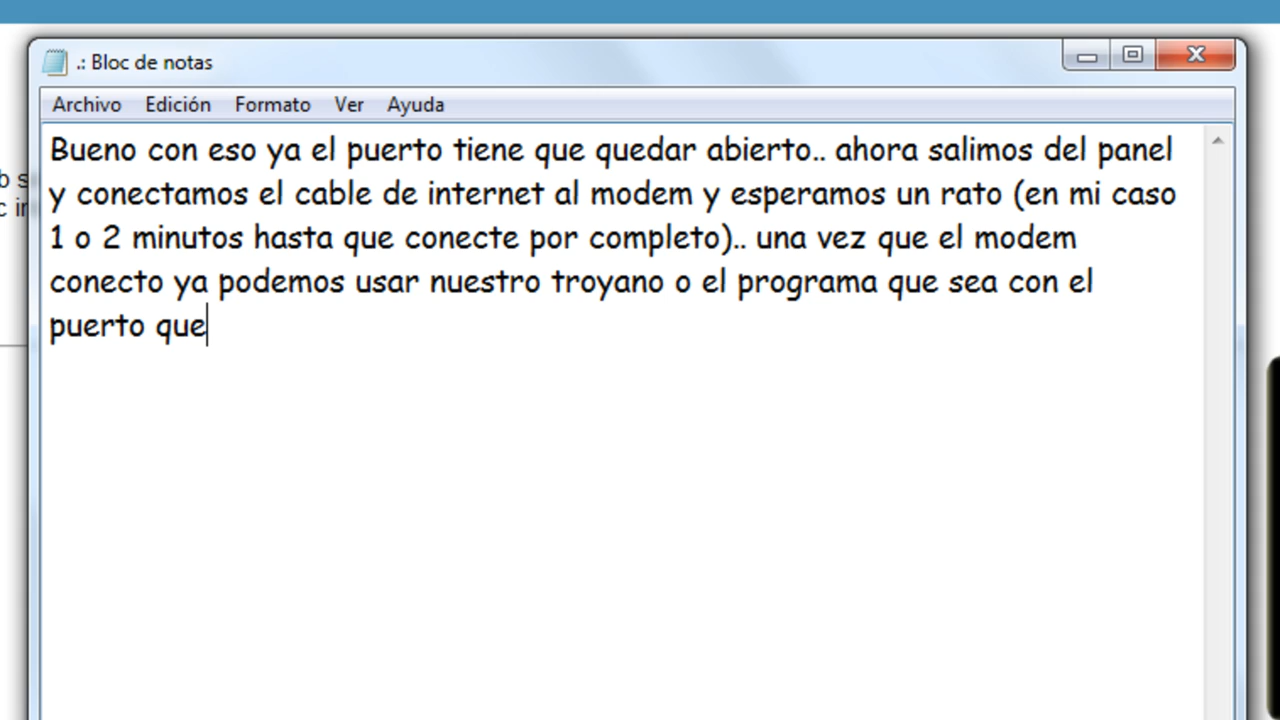 .: Bloc de notas
Archivo Edición Formato Ver Ayuda
Bueno con eso ya el puerto tiene que quedar abierto.. ahora salimos del panel
y conectamos el cable de internet al modem y esperamos un rato (en mi caso
1 o 2 minutos hasta que conecte por completo).. una vez que el modem
conecto ya podemos usar nuestro troyano o el programa que sea con el
puerto que